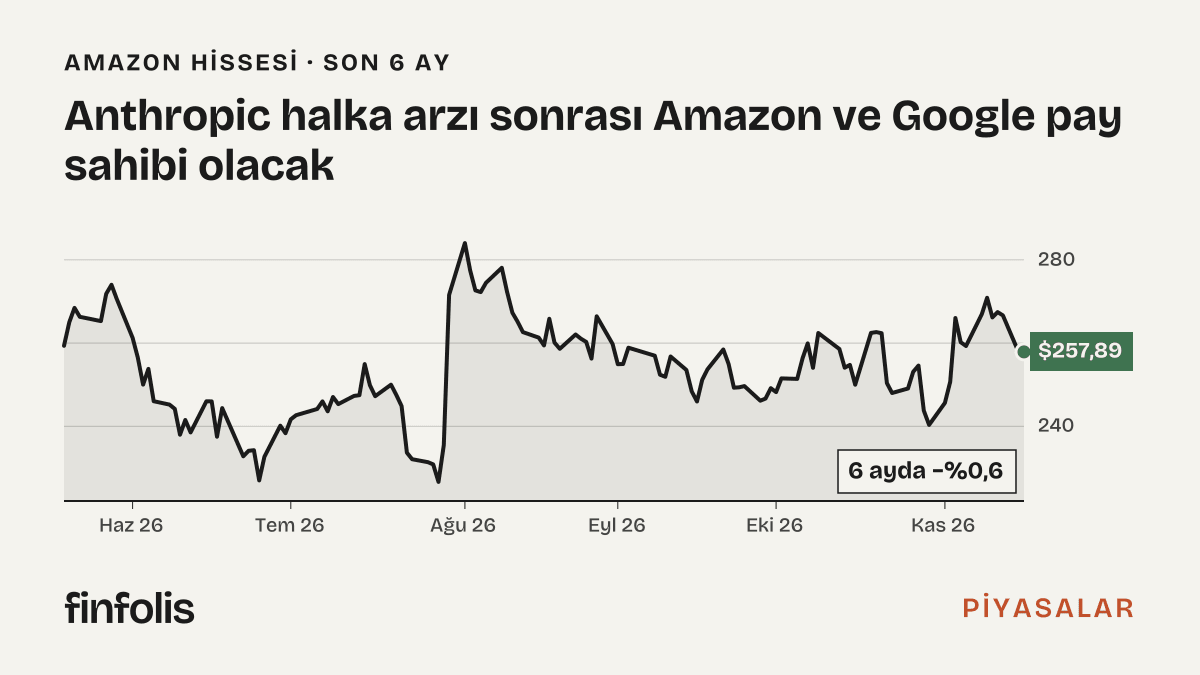 AMAZON HİSSESİ · SON 6 AY
Anthropic halka arzı sonrası Amazon ve Google pay
sahibi olacak
280
$257,89
240
6 ayda −%0,6
Haz 26
Tem 26
Ağu 26
Eyl 26
Eki 26
Kas 26
finfolis
PİYASALAR